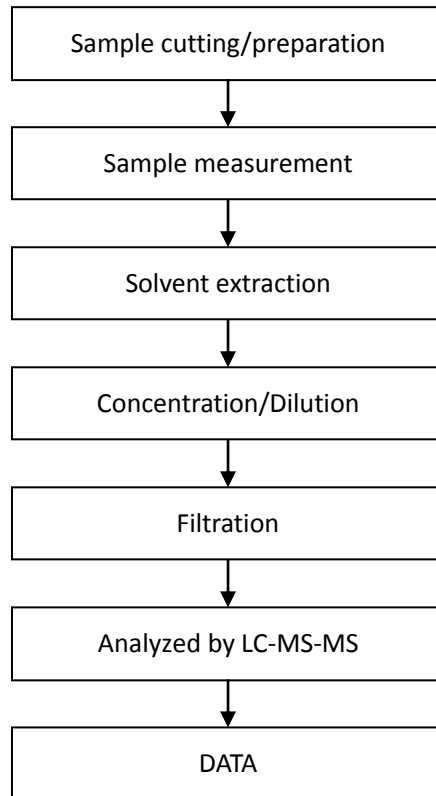 Sample cutting/preparation
Sample measurement
Solvent extraction
Concentration/Dilution
Filtration
Analyzed by LC-MS-MS
DATA